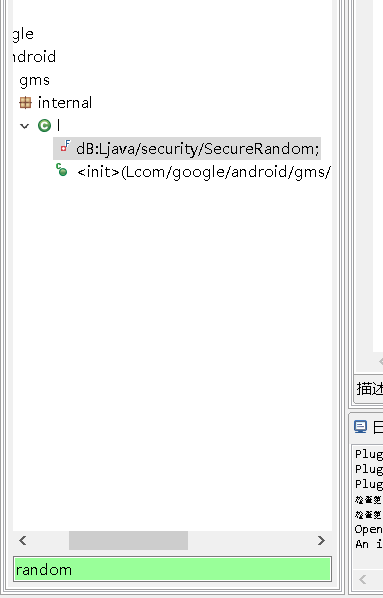 gle
ndroid
gms
internal
l
dB:Ljava/security/SecureRandom;
<init>(Lcom/google/android/gms/
random
描述
日
Plug
Plug
Plug
Open
An i